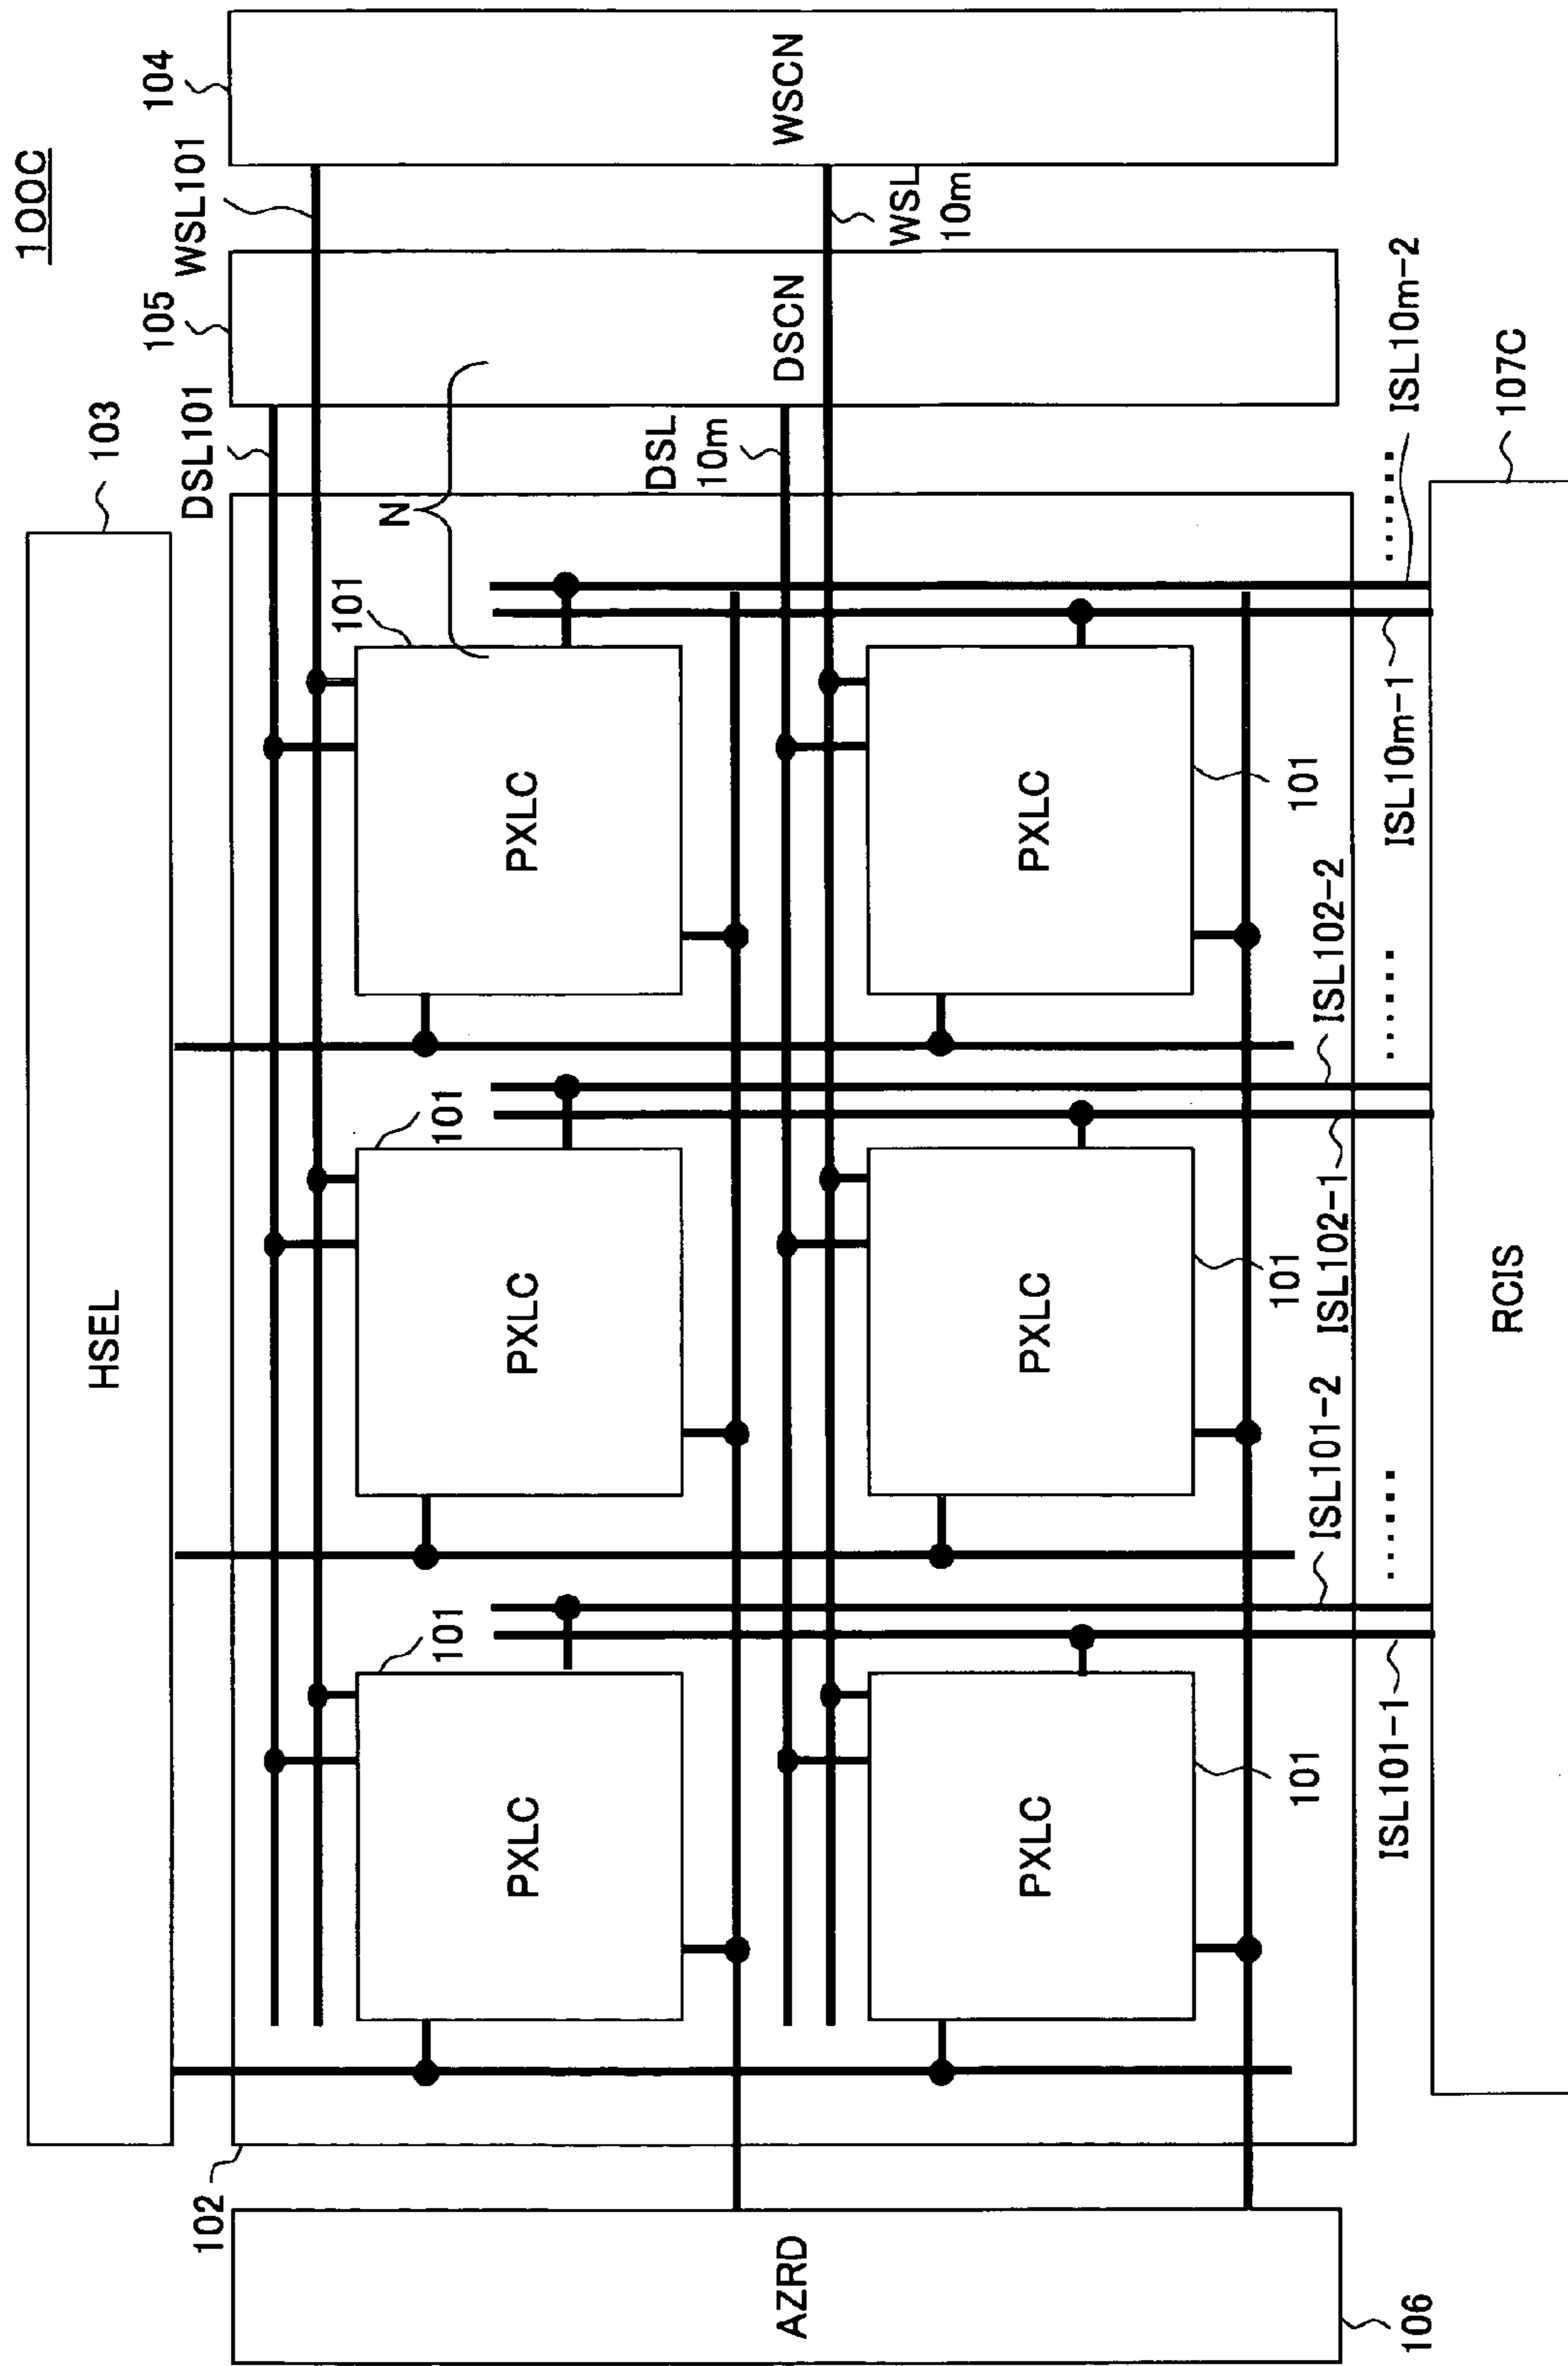 100C
HSEL
103
102
AZRD
106
DSL101
105
WSL101
104
N
101
101
101
PXLC
PXLC
PXLC
DSL
10m
DSCN
WSL
10m
WSCN
PXLC
PXLC
PXLC
101
101
101
ISL101-1
ISL101-2
ISL102-1
ISL102-2
ISL10m-1
ISL10m-2
......
......
......
RCIS
107C